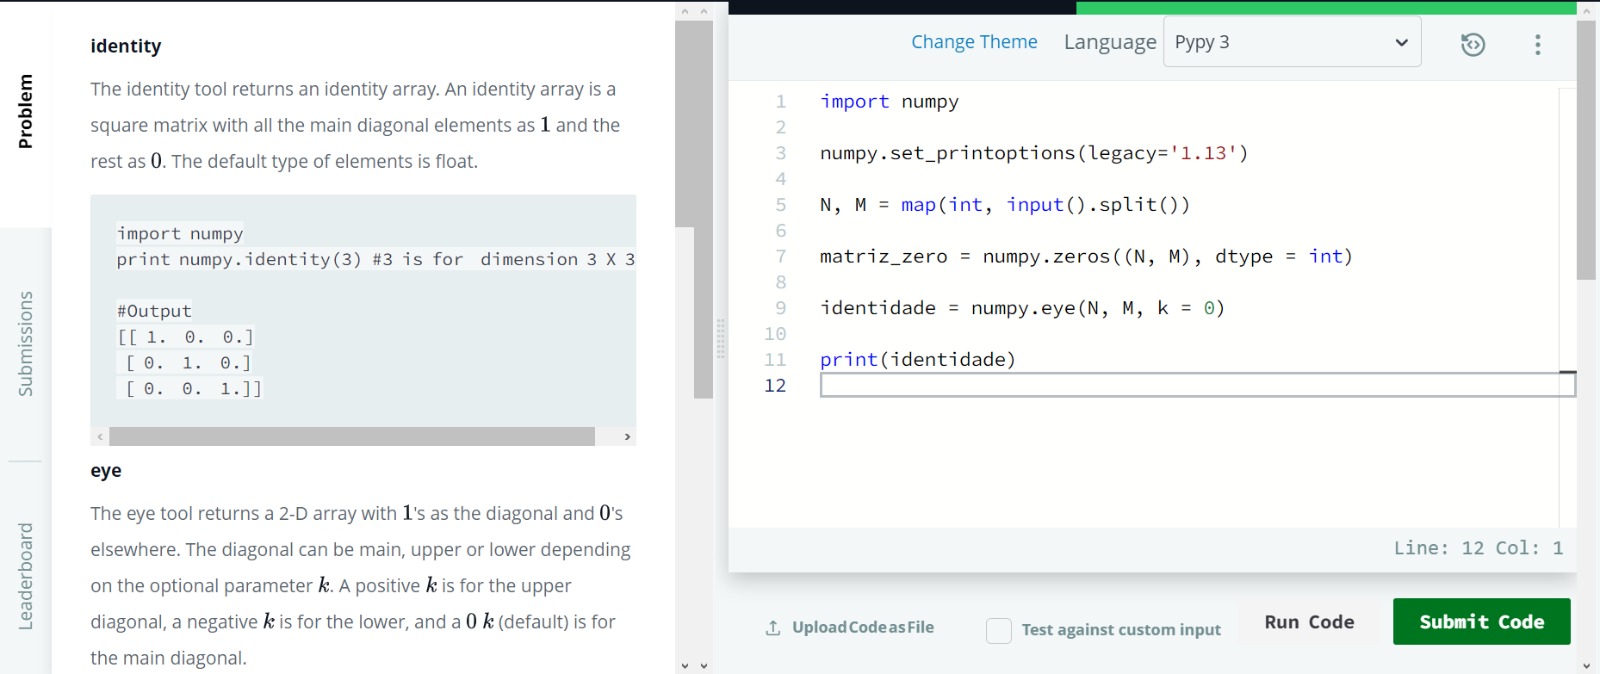 Problem
Submissions
Leaderboard
identity
The identity tool returns an identity array. An identity array is a
square matrix with all the main diagonal elements as 1 and the
rest as 0. The default type of elements is float.
import numpy
print numpy.identity(3) #3 is for  dimension 3 X 3
#Output
[[ 1.  0.  0.]
 [ 0.  1.  0.]
 [ 0.  0.  1.]]
eye
The eye tool returns a 2-D array with 1's as the diagonal and 0's
elsewhere. The diagonal can be main, upper or lower depending
on the optional parameter k. A positive k is for the upper
diagonal, a negative k is for the lower, and a 0 k (default) is for
the main diagonal.
Change Theme Language Pypy 3
1 import numpy
2
3 numpy.set_printoptions(legacy='1.13')
4
5 N, M = map(int, input().split())
6
7 matriz_zero = numpy.zeros((N, M), dtype = int)
8
9 identidade = numpy.eye(N, M, k = 0)
10
11 print(identidade)
12
Line: 12 Col: 1
Upload Code as File Test against custom input Run Code Submit Code